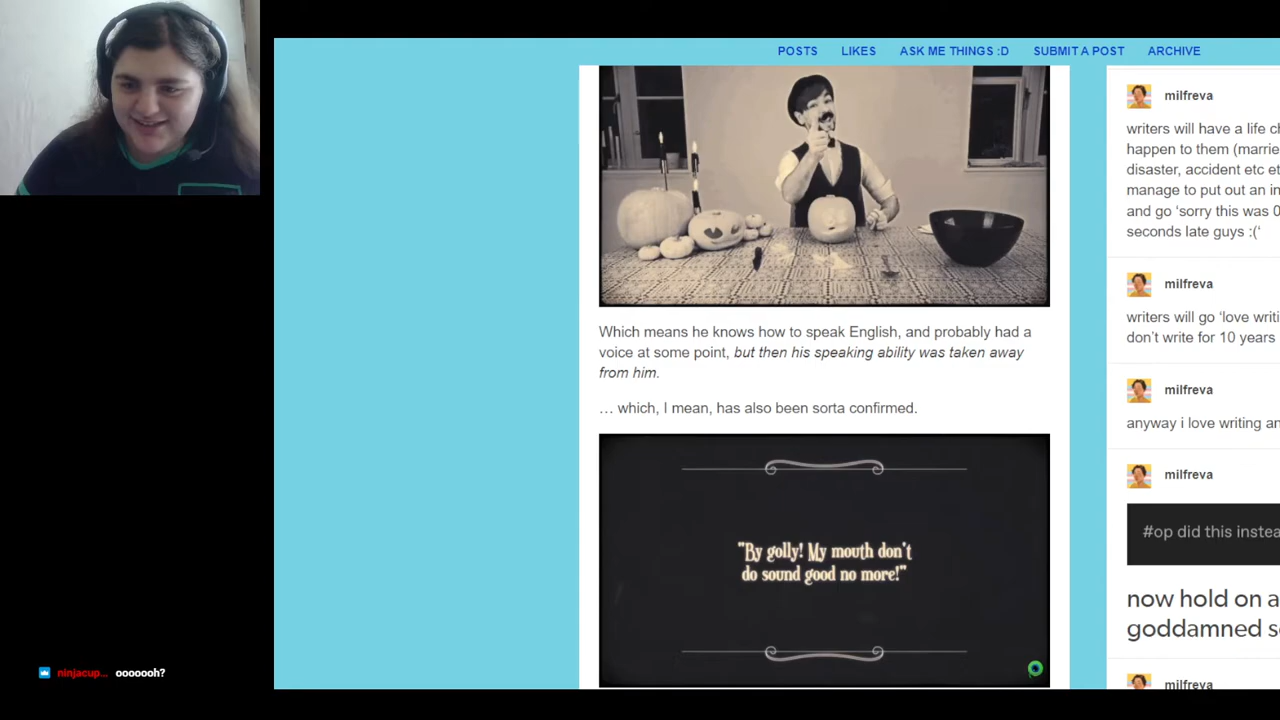 POSTS LIKES ASK ME THINGS :D SUBMIT A POST ARCHIVE
Which means he knows how to speak English, and probably had a
voice at some point, but then his speaking ability was taken away
from him.
… which, I mean, has also been sorta confirmed.
"By golly! My mouth don't
do sound good no more!"
milfreva
writers will have a life c
happen to them (marrie
disaster, accident etc e
manage to put out an in
and go ‘sorry this was 0
seconds late guys :(‘
milfreva
writers will go ‘love writi
don’t write for 10 years
milfreva
anyway i love writing an
milfreva
#op did this instea
now hold on a
goddamned s
milfreva
ninjacup... ooooooh?